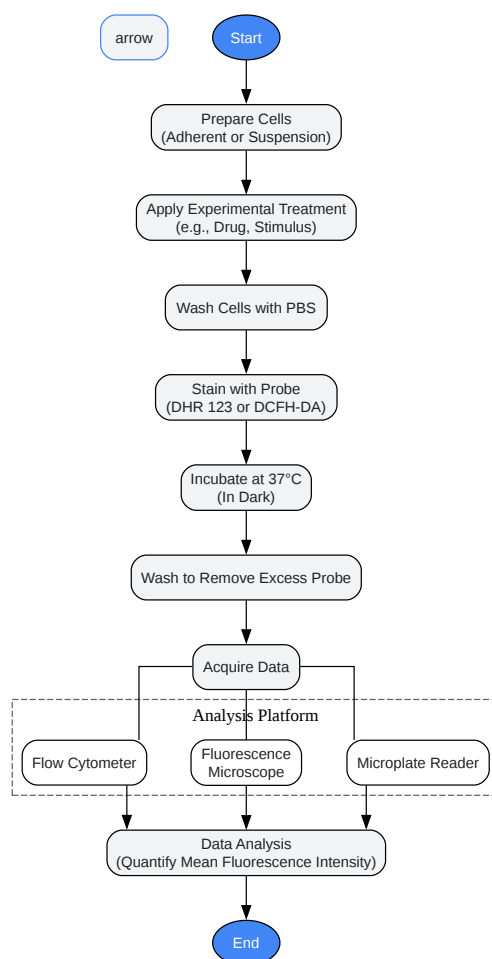 arrow
Start
Prepare Cells
(Adherent or Suspension)
Apply Experimental Treatment
(e.g., Drug, Stimulus)
Wash Cells with PBS
Stain with Probe
(DHR 123 or DCFH-DA)
Incubate at 37°C
(In Dark)
Wash to Remove Excess Probe
Acquire Data
Analysis Platform
Flow Cytometer
Fluorescence
Microscope
Microplate Reader
Data Analysis
(Quantify Mean Fluorescence Intensity)
End